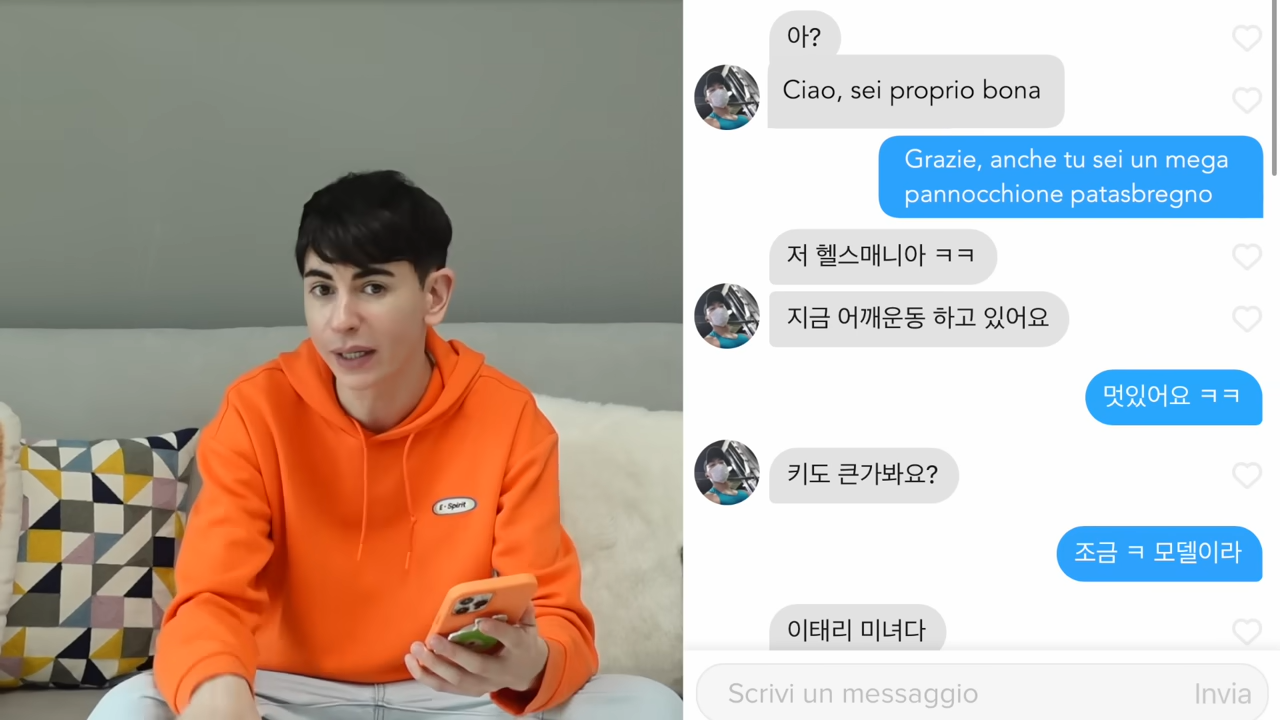 아?
Ciao, sei proprio bona
Grazie, anche tu sei un mega
pannocchione patasbregno
저 헬스매니아 ㅋㅋ
지금 어깨운동 하고 있어요
멋있어요 ㅋㅋ
키도 큰가봐요?
조금 ㅋ 모델이라
이태리 미녀다
Scrivi un messaggio
Invia
E · Spirit